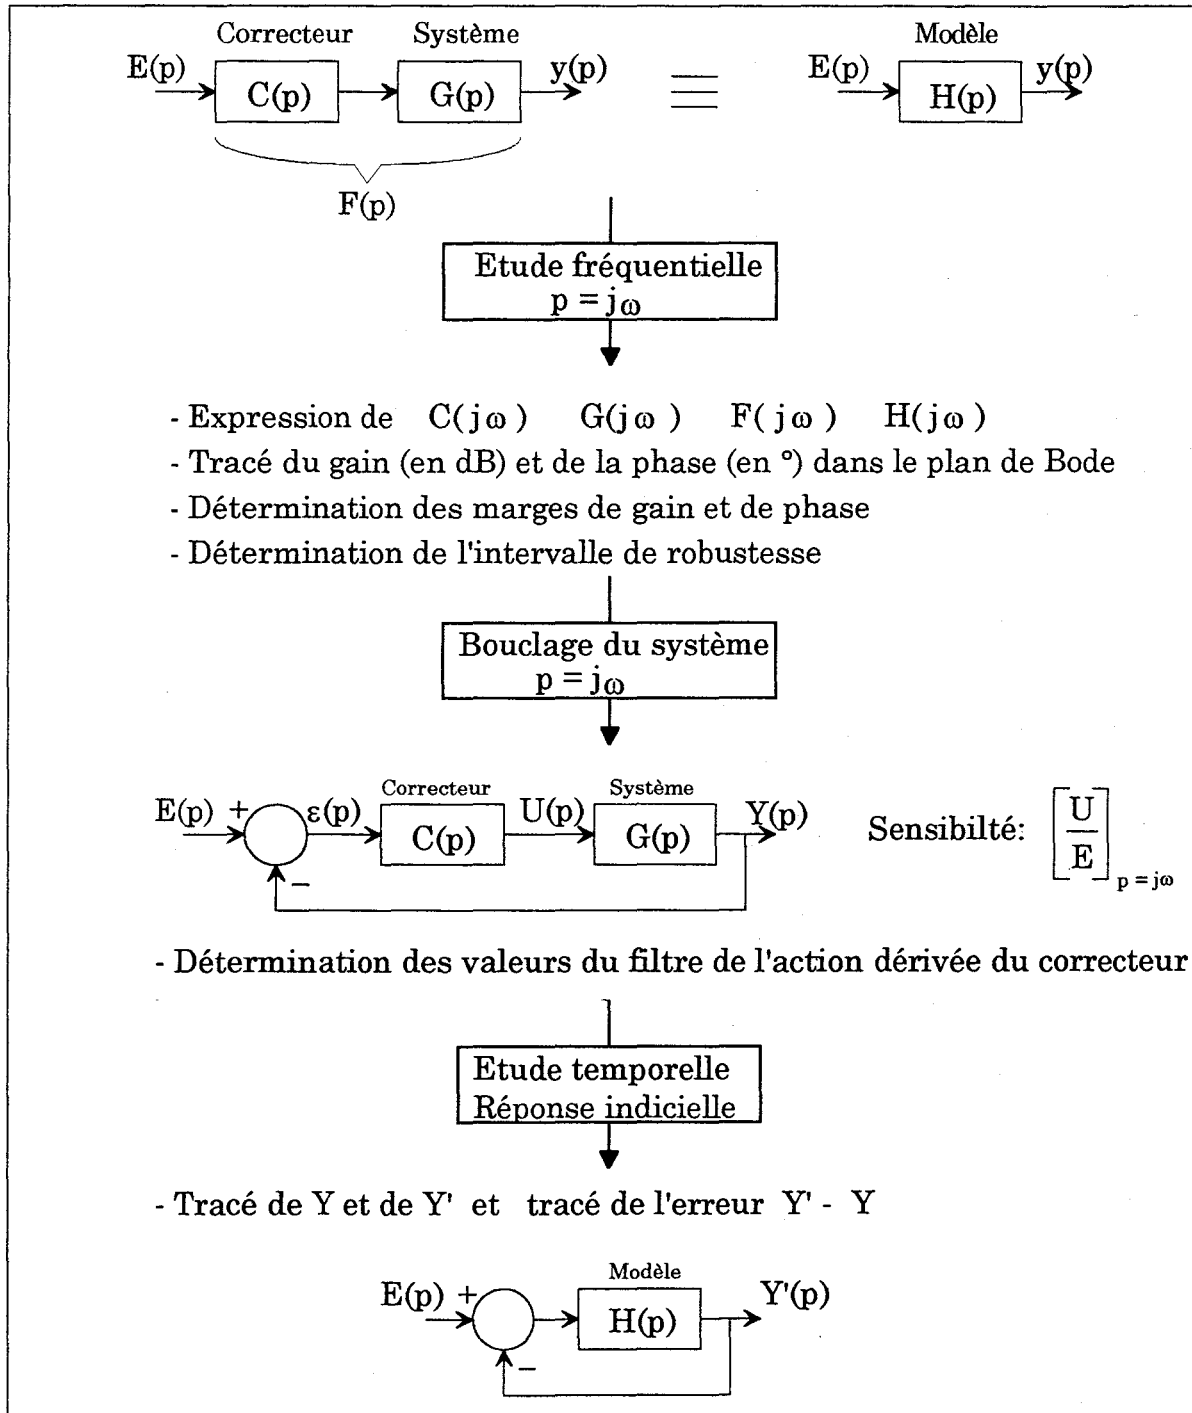 Correcteur Système Modèle
E(p) C(p) G(p) y(p) E(p) H(p) y(p)
F(p)
Etude fréquentielle
p = jω
- Expression de C(jω) G(jω) F(jω) H(jω)
- Tracé du gain (en dB) et de la phase (en °) dans le plan de Bode
- Détermination des marges de gain et de phase
- Détermination de l'intervalle de robustesse
Bouclage du système
p = jω
Correcteur Système
E(p) + ε(p) C(p) U(p) G(p) Y(p) Sensibilté: [U/E] p = jω
−
- Détermination des valeurs du filtre de l'action dérivée du correcteur
Etude temporelle
Réponse indicielle
- Tracé de Y et de Y' et tracé de l'erreur Y' - Y
Modèle
E(p) + H(p) Y'(p)
−